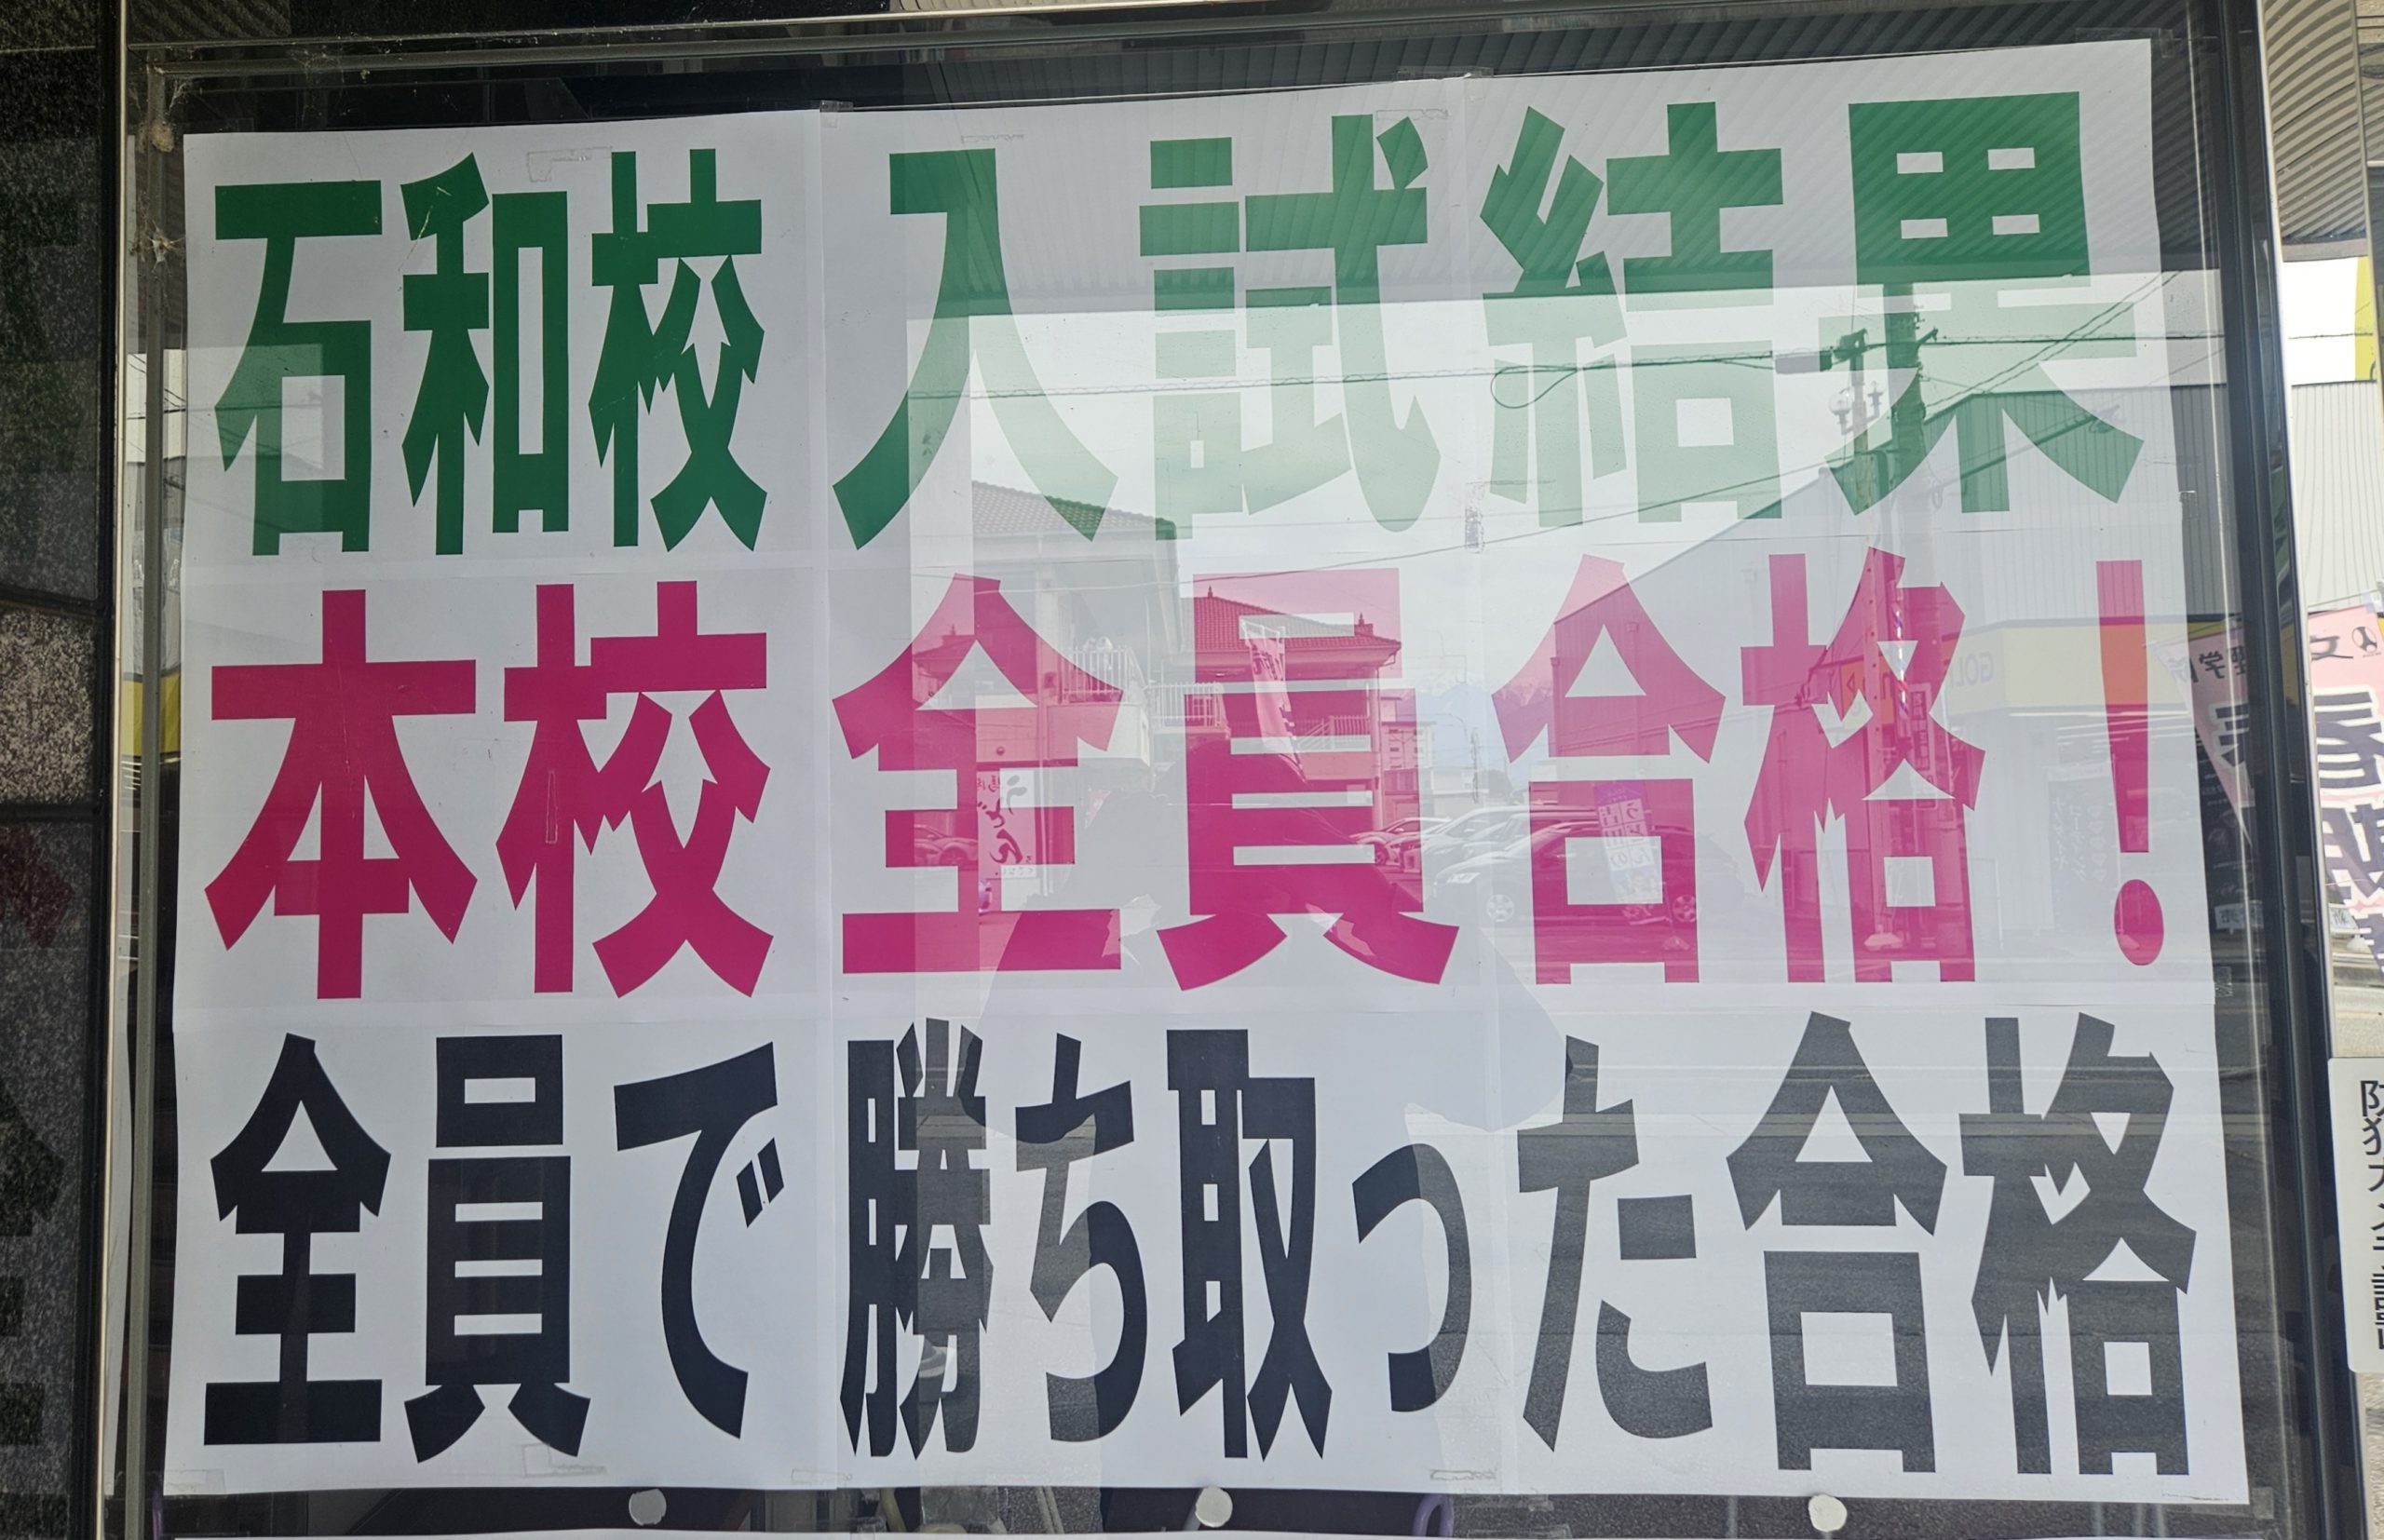 石和校 入試結果
本校全員合格!
全員で勝ち取った合格